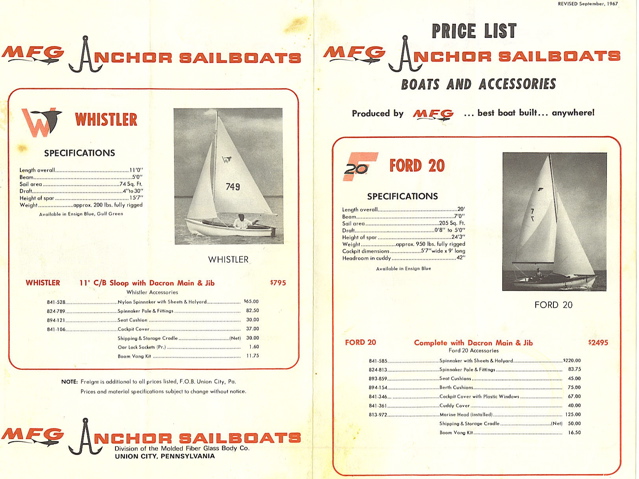 MFG ANCHOR SAILBOATS
WHISTLER
SPECIFICATIONS
Length overall 11'0"
Beam 5'0"
Sail area 74 Sq. Ft.
Draft 4" to 30"
Height of spar 15'7"
Weight approx. 200 lbs. fully rigged
Available in Ensign Blue, Gulf Green
749
WHISTLER
WHISTLER 11' C/B Sloop with Dacron Main & Jib $795
Whistler Accessories
841-528 Nylon Spinnaker with Sheets & Halyard $65.00
824-789 Spinnaker Pole & Fittings 82.50
894-121 Seat Cushion 30.00
841-106 Cockpit Cover 37.00
Shipping & Storage Cradle (Net) 30.00
Oar Lock Sockets (Pr.) 1.60
Boom Vang Kit 11.75
NOTE: Freight is additional to all prices listed, F.O.B. Union City, Pa.
Prices and material specifications subject to change without notice.
MFG ANCHOR SAILBOATS
Division of the Molded Fiber Glass Body Co.
UNION CITY, PENNSYLVANIA
REVISED September, 1967
PRICE LIST
MFG ANCHOR SAILBOATS
BOATS AND ACCESSORIES
Produced by MFG ... best boat built... anywhere!
F 20 FORD 20
SPECIFICATIONS
Length overall 20'
Beam 7'0"
Sail area 205 Sq. Ft.
Draft 0'8" to 5'0"
Height of spar 24'3"
Weight approx. 950 lbs. fully rigged
Cockpit dimensions 5'7" wide x 9' long
Headroom in cuddy 42"
Available in Ensign Blue
FORD 20
FORD 20 Complete with Dacron Main & Jib $2495
Ford 20 Accessories
841-585 Spinnaker with Sheets & Halyard $220.00
824-813 Spinnaker Pole & Fittings 83.75
893-859 Seat Cushions 45.00
894-154 Berth Cushions 75.00
841-346 Cockpit Cover with Plastic Windows 67.00
841-361 Cuddy Cover 40.00
813-972 Marine Head (Installed) 125.00
Shipping & Storage Cradle (Net) 50.00
Boom Vang Kit 16.50